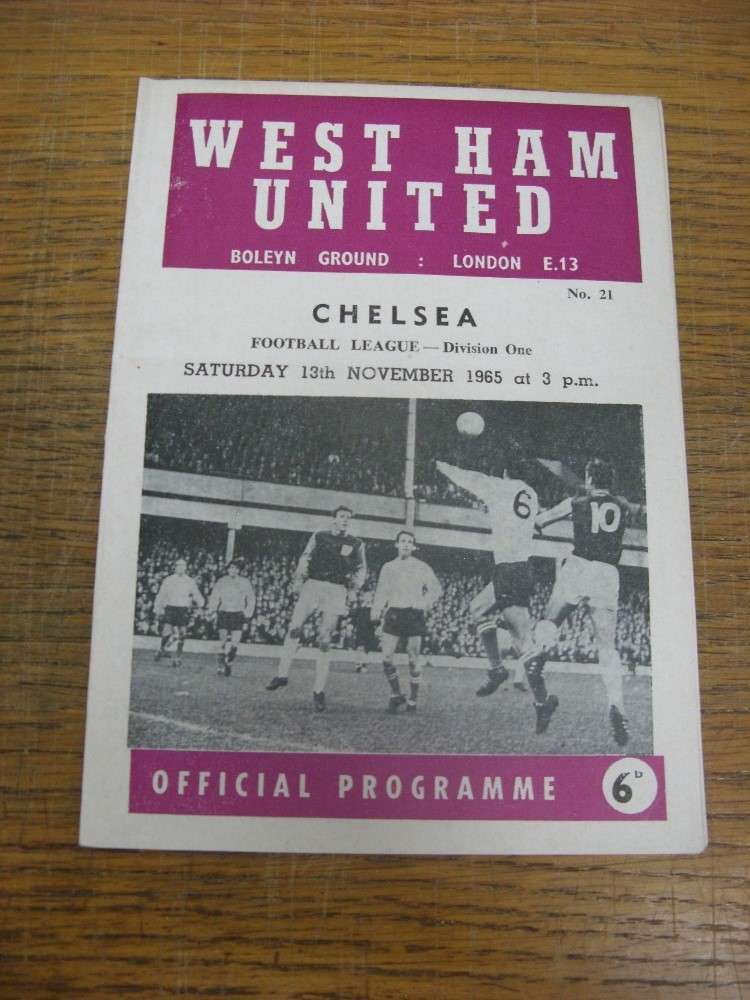 WEST HAM
UNITED
BOLEYN GROUND : LONDON E.13
No. 21
CHELSEA
FOOTBALL LEAGUE — Division One
SATURDAY 13th NOVEMBER 1965 at 3 p.m.
6
10
OFFICIAL PROGRAMME 6D